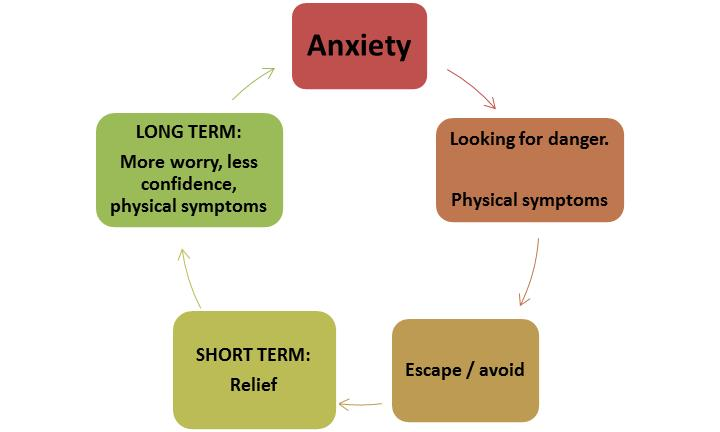 Anxiety
Looking for danger.
Physical symptoms
Escape / avoid
SHORT TERM:
Relief
LONG TERM:
More worry, less
confidence,
physical symptoms